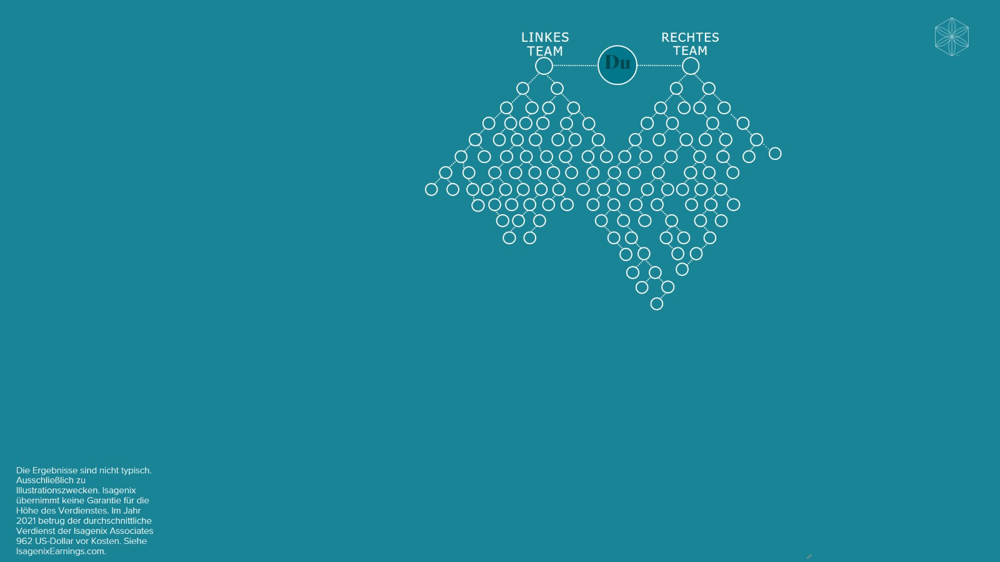 LINKES
TEAM
Du
RECHTES
TEAM
Die Ergebnisse sind nicht typisch.
Ausschließlich zu
Illustrationszwecken. Isagenix
übernimmt keine Garantie für die
Höhe des Verdienstes. Im Jahr
2021 betrug der durchschnittliche
Verdienst der Isagenix Associates
962 US-Dollar vor Kosten. Siehe
IsagenixEarnings.com.